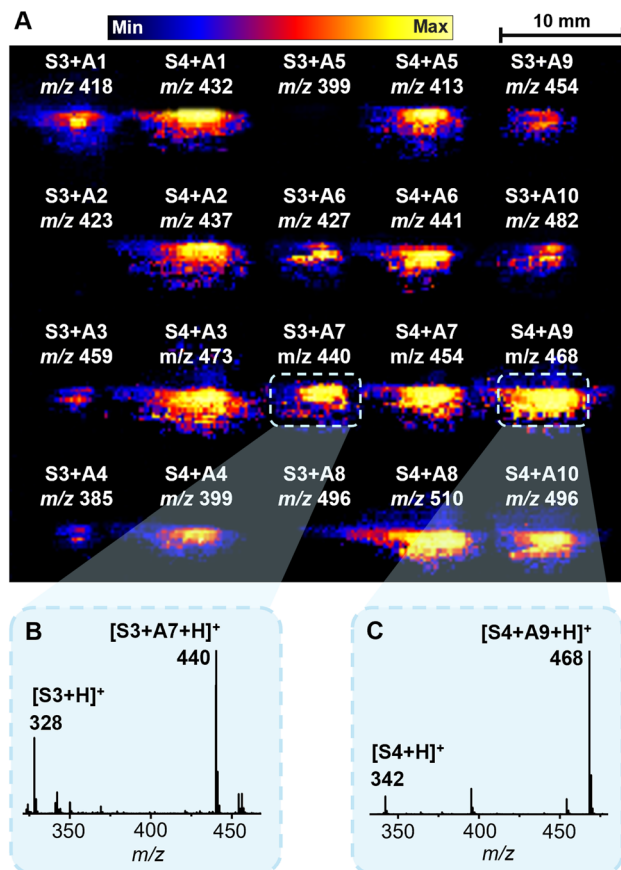 A
Min Max
10 mm
S3+A1 S4+A1 S3+A5 S4+A5 S3+A9
m/z 418 m/z 432 m/z 399 m/z 413 m/z 454
S3+A2 S4+A2 S3+A6 S4+A6 S3+A10
m/z 423 m/z 437 m/z 427 m/z 441 m/z 482
S3+A3 S4+A3 S3+A7 S4+A7 S4+A9
m/z 459 m/z 473 m/z 440 m/z 454 m/z 468
S3+A4 S4+A4 S3+A8 S4+A8 S4+A10
m/z 385 m/z 399 m/z 496 m/z 510 m/z 496
B
[S3+A7+H]⁺
440
[S3+H]⁺
328
350 400 450
m/z
C
[S4+A9+H]⁺
468
[S4+H]⁺
342
350 400 450
m/z